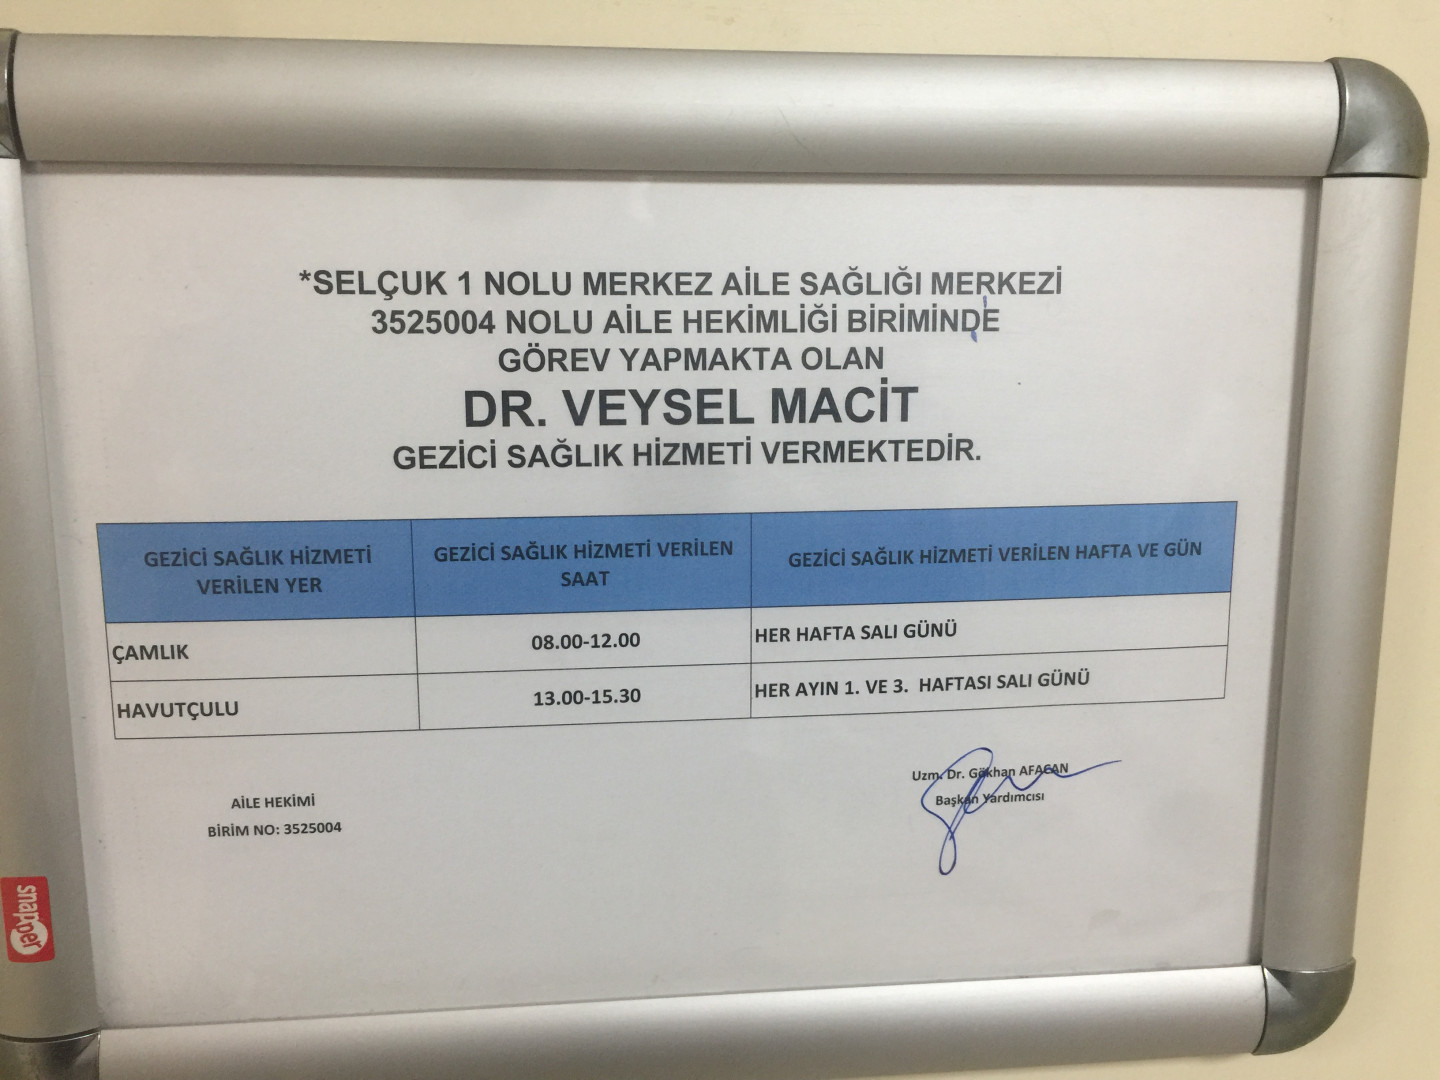 *SELÇUK 1 NOLU MERKEZ AİLE SAĞLIĞI MERKEZİ
3525004 NOLU AİLE HEKİMLİĞİ BİRİMİNDE
GÖREV YAPMAKTA OLAN
DR. VEYSEL MACİT
GEZİCİ SAĞLIK HİZMETİ VERMEKTEDİR.
GEZİCİ SAĞLIK HİZMETİ
VERİLEN YER
GEZİCİ SAĞLIK HİZMETİ VERİLEN
SAAT
GEZİCİ SAĞLIK HİZMETİ VERİLEN HAFTA VE GÜN
ÇAMLIK
08.00-12.00
HER HAFTA SALI GÜNÜ
HAVUTÇULU
13.00-15.30
HER AYIN 1. VE 3. HAFTASI SALI GÜNÜ
AİLE HEKİMİ
BİRİM NO: 3525004
Uzm. Dr. Gökhan AFACAN
Başkan Yardımcısı
snapper